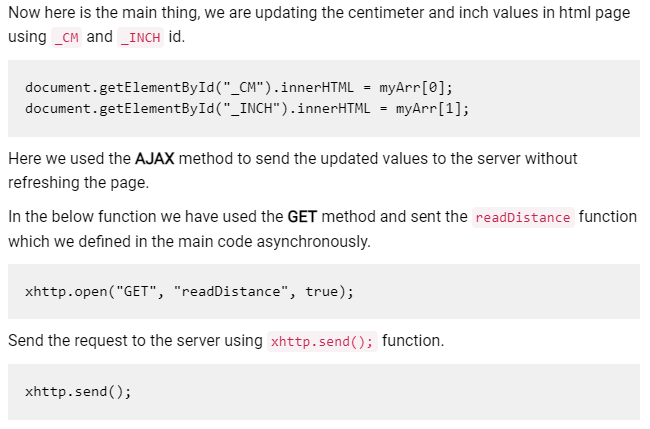 Now here is the main thing, we are updating the centimeter and inch values in html page
using _CM and _INCH id.
document.getElementById("_CM").innerHTML = myArr[0];
document.getElementById("_INCH").innerHTML = myArr[1];
Here we used the AJAX method to send the updated values to the server without
refreshing the page.
In the below function we have used the GET method and sent the readDistance function
which we defined in the main code asynchronously.
xhttp.open("GET", "readDistance", true);
Send the request to the server using xhttp.send(); function.
xhttp.send();